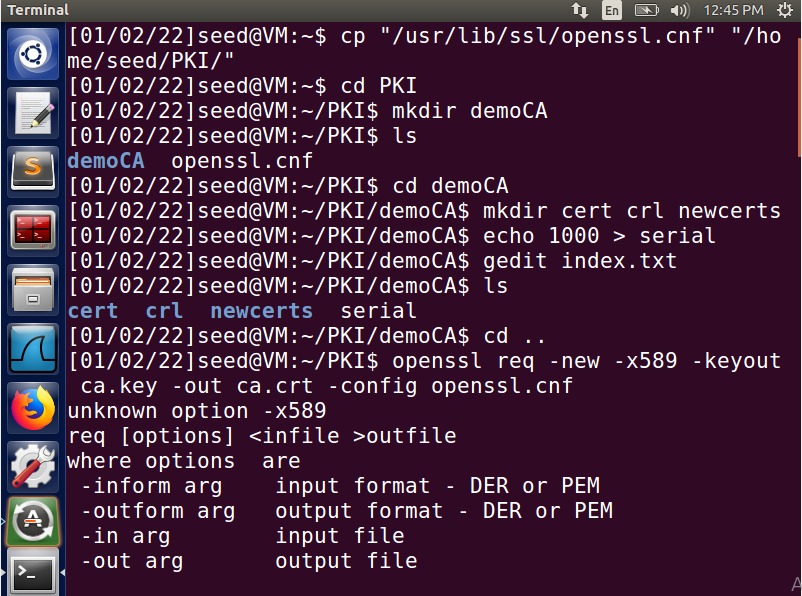 Terminal
En
12:45 PM
[01/02/22]seed@VM:~$ cp "/usr/lib/ssl/openssl.cnf" "/ho
me/seed/PKI/"
[01/02/22]seed@VM:~$ cd PKI
[01/02/22]seed@VM:~/PKI$ mkdir demoCA
[01/02/22]seed@VM:~/PKI$ ls
demoCA  openssl.cnf
[01/02/22]seed@VM:~/PKI$ cd demoCA
[01/02/22]seed@VM:~/PKI/demoCA$ mkdir cert crl newcerts
[01/02/22]seed@VM:~/PKI/demoCA$ echo 1000 > serial
[01/02/22]seed@VM:~/PKI/demoCA$ gedit index.txt
[01/02/22]seed@VM:~/PKI/demoCA$ ls
cert  crl  newcerts  serial
[01/02/22]seed@VM:~/PKI/demoCA$ cd ..
[01/02/22]seed@VM:~/PKI$ openssl req -new -x589 -keyout
 ca.key -out ca.crt -config openssl.cnf
unknown option -x589
req [options] <infile >outfile
where options  are
 -inform arg    input format - DER or PEM
 -outform arg   output format - DER or PEM
 -in arg        input file
 -out arg       output file